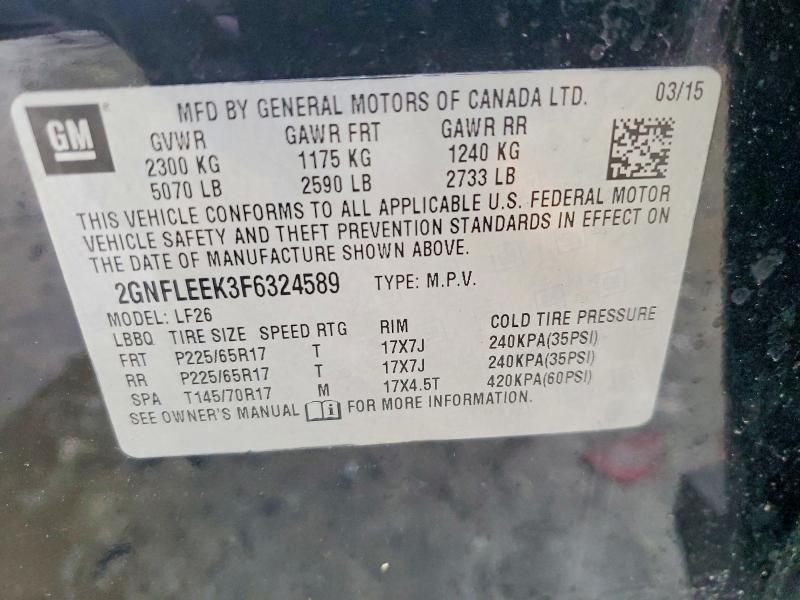 GM
MFD BY GENERAL MOTORS OF CANADA LTD. 03/15
GVWR GAWR FRT GAWR RR
2300 KG 1175 KG 1240 KG
5070 LB 2590 LB 2733 LB
THIS VEHICLE CONFORMS TO ALL APPLICABLE U.S. FEDERAL MOTOR
VEHICLE SAFETY AND THEFT PREVENTION STANDARDS IN EFFECT ON
THE DATE OF MANUFACTURE SHOWN ABOVE.
2GNFLEEK3F6324589 TYPE: M.P.V.
MODEL: LF26
LBBQ TIRE SIZE SPEED RTG RIM COLD TIRE PRESSURE
FRT P225/65R17 T 17X7J 240KPA(35PSI)
RR P225/65R17 T 17X7J 240KPA(35PSI)
SPA T145/70R17 M 17X4.5T 420KPA(60PSI)
SEE OWNER'S MANUAL FOR MORE INFORMATION.